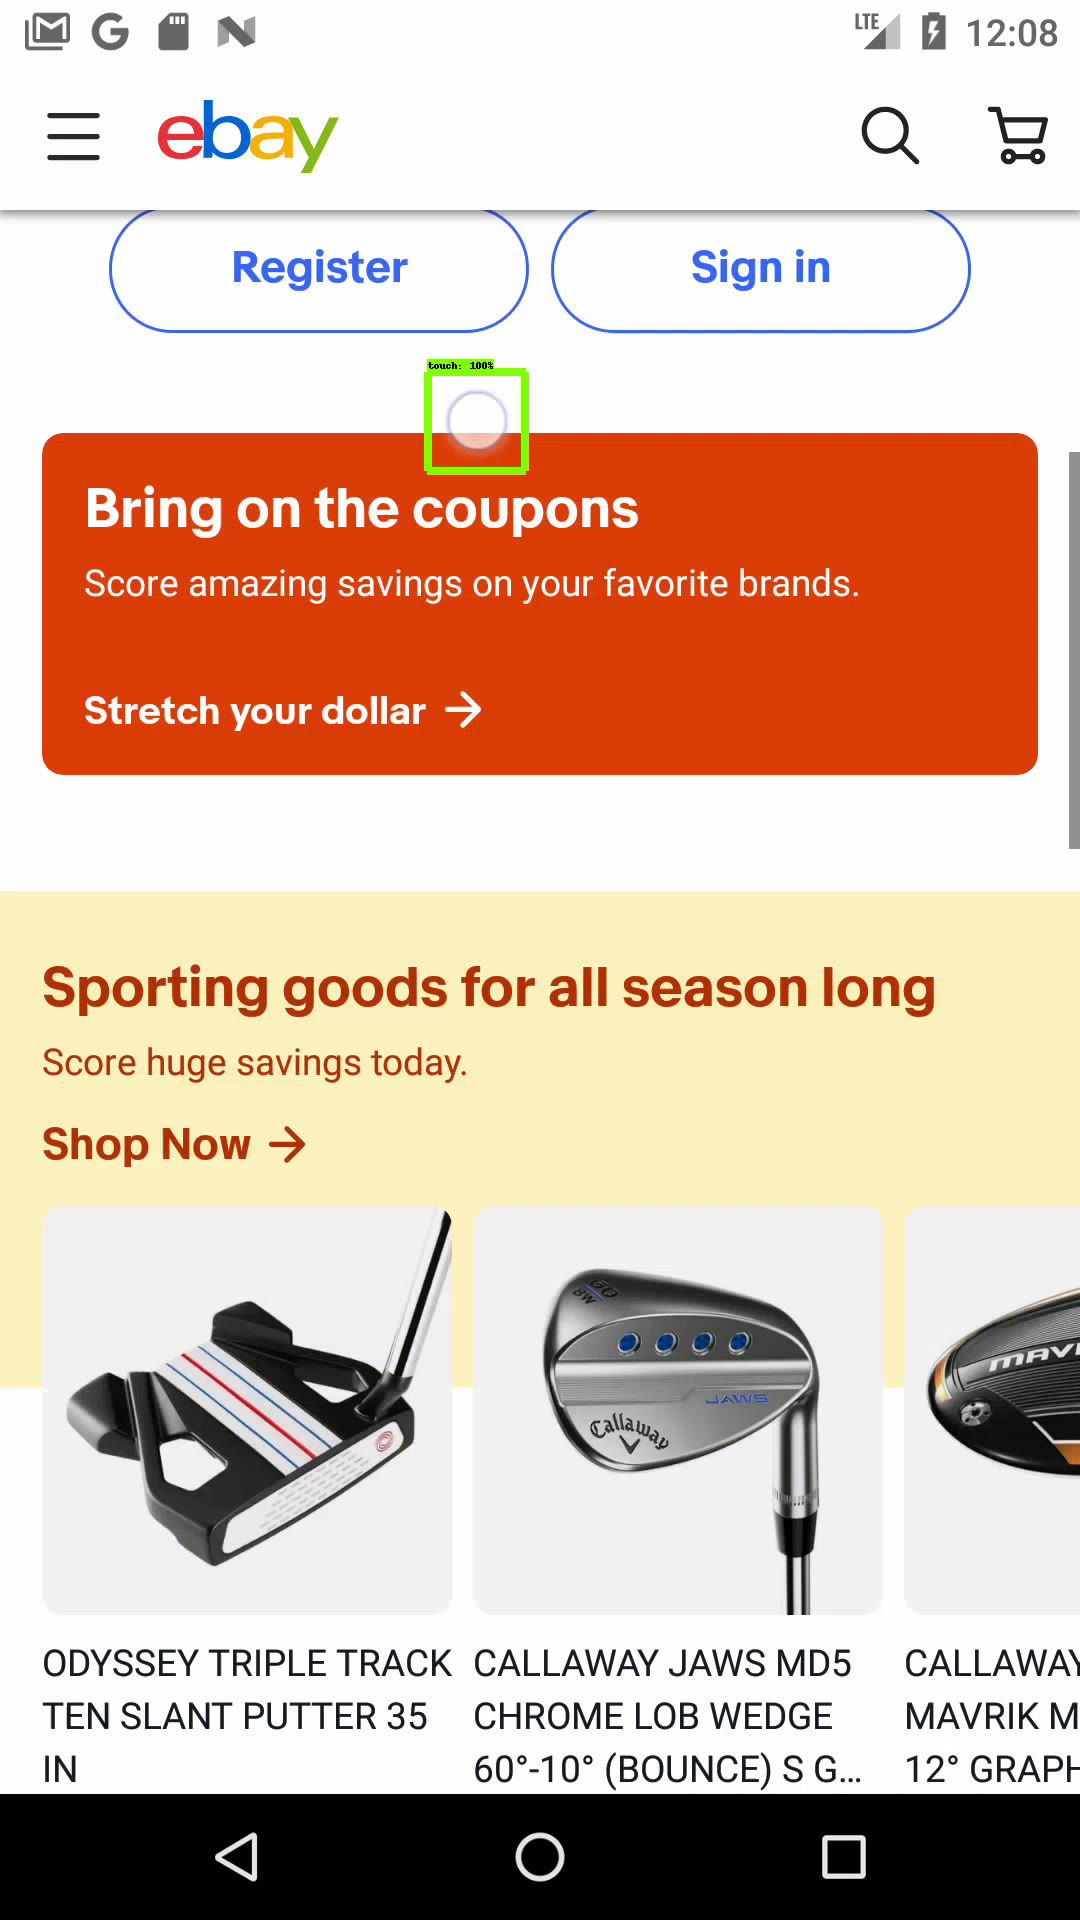 LTE 12:08
ebay
Register Sign in
touch: 100%
Bring on the coupons
Score amazing savings on your favorite brands.
Stretch your dollar
Sporting goods for all season long
Score huge savings today.
Shop Now
60
8W
JAWS
Callaway
MAVR
ODYSSEY TRIPLE TRACK
TEN SLANT PUTTER 35
IN
CALLAWAY JAWS MD5
CHROME LOB WEDGE
60°-10° (BOUNCE) S G...
CALLAWAY
MAVRIK M
12° GRAPH